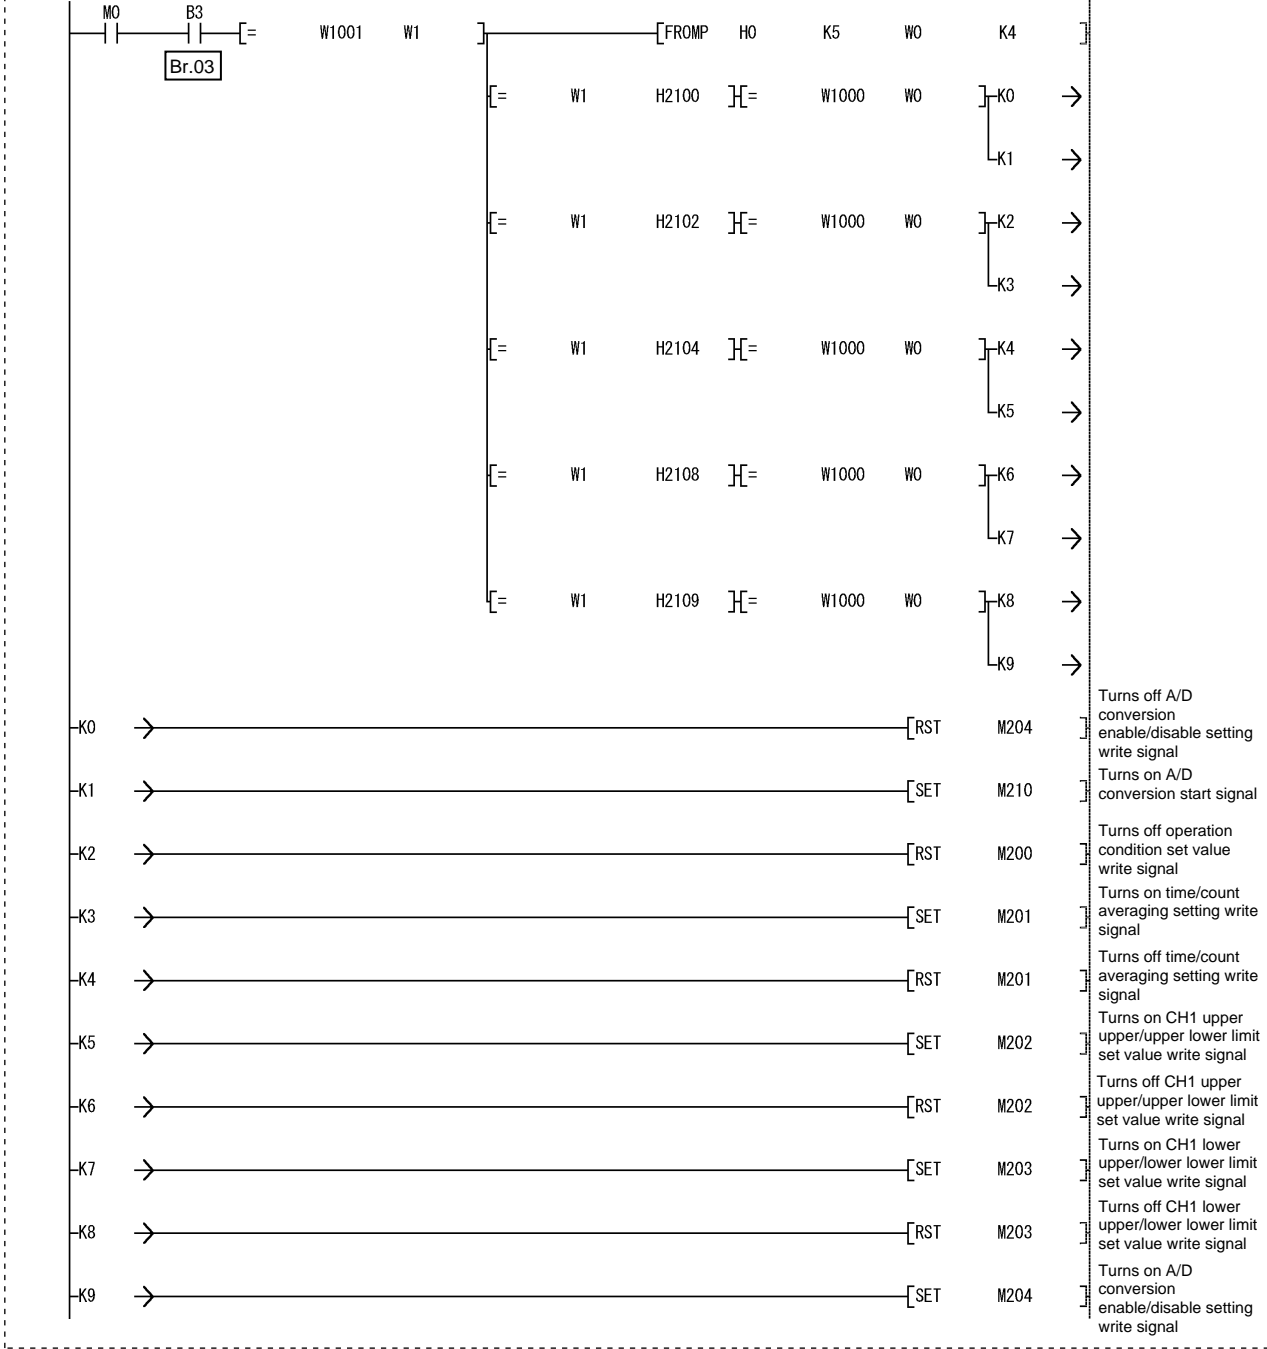 M0 B3
[= W1001 W1 ] [FROMP H0 K5 W0 K4 ]
Br.03
[= W1 H2100 ][= W1000 W0 ] K0
K1
[= W1 H2102 ][= W1000 W0 ] K2
K3
[= W1 H2104 ][= W1000 W0 ] K4
K5
[= W1 H2108 ][= W1000 W0 ] K6
K7
[= W1 H2109 ][= W1000 W0 ] K8
K9
K0 [RST M204 ]
Turns off A/D
conversion
enable/disable setting
write signal
K1 [SET M210 ]
Turns on A/D
conversion start signal
K2 [RST M200 ]
Turns off operation
condition set value
write signal
K3 [SET M201 ]
Turns on time/count
averaging setting write
signal
K4 [RST M201 ]
Turns off time/count
averaging setting write
signal
K5 [SET M202 ]
Turns on CH1 upper
upper/upper lower limit
set value write signal
K6 [RST M202 ]
Turns off CH1 upper
upper/upper lower limit
set value write signal
K7 [SET M203 ]
Turns on CH1 lower
upper/lower lower limit
set value write signal
K8 [RST M203 ]
Turns off CH1 lower
upper/lower lower limit
set value write signal
K9 [SET M204 ]
Turns on A/D
conversion
enable/disable setting
write signal